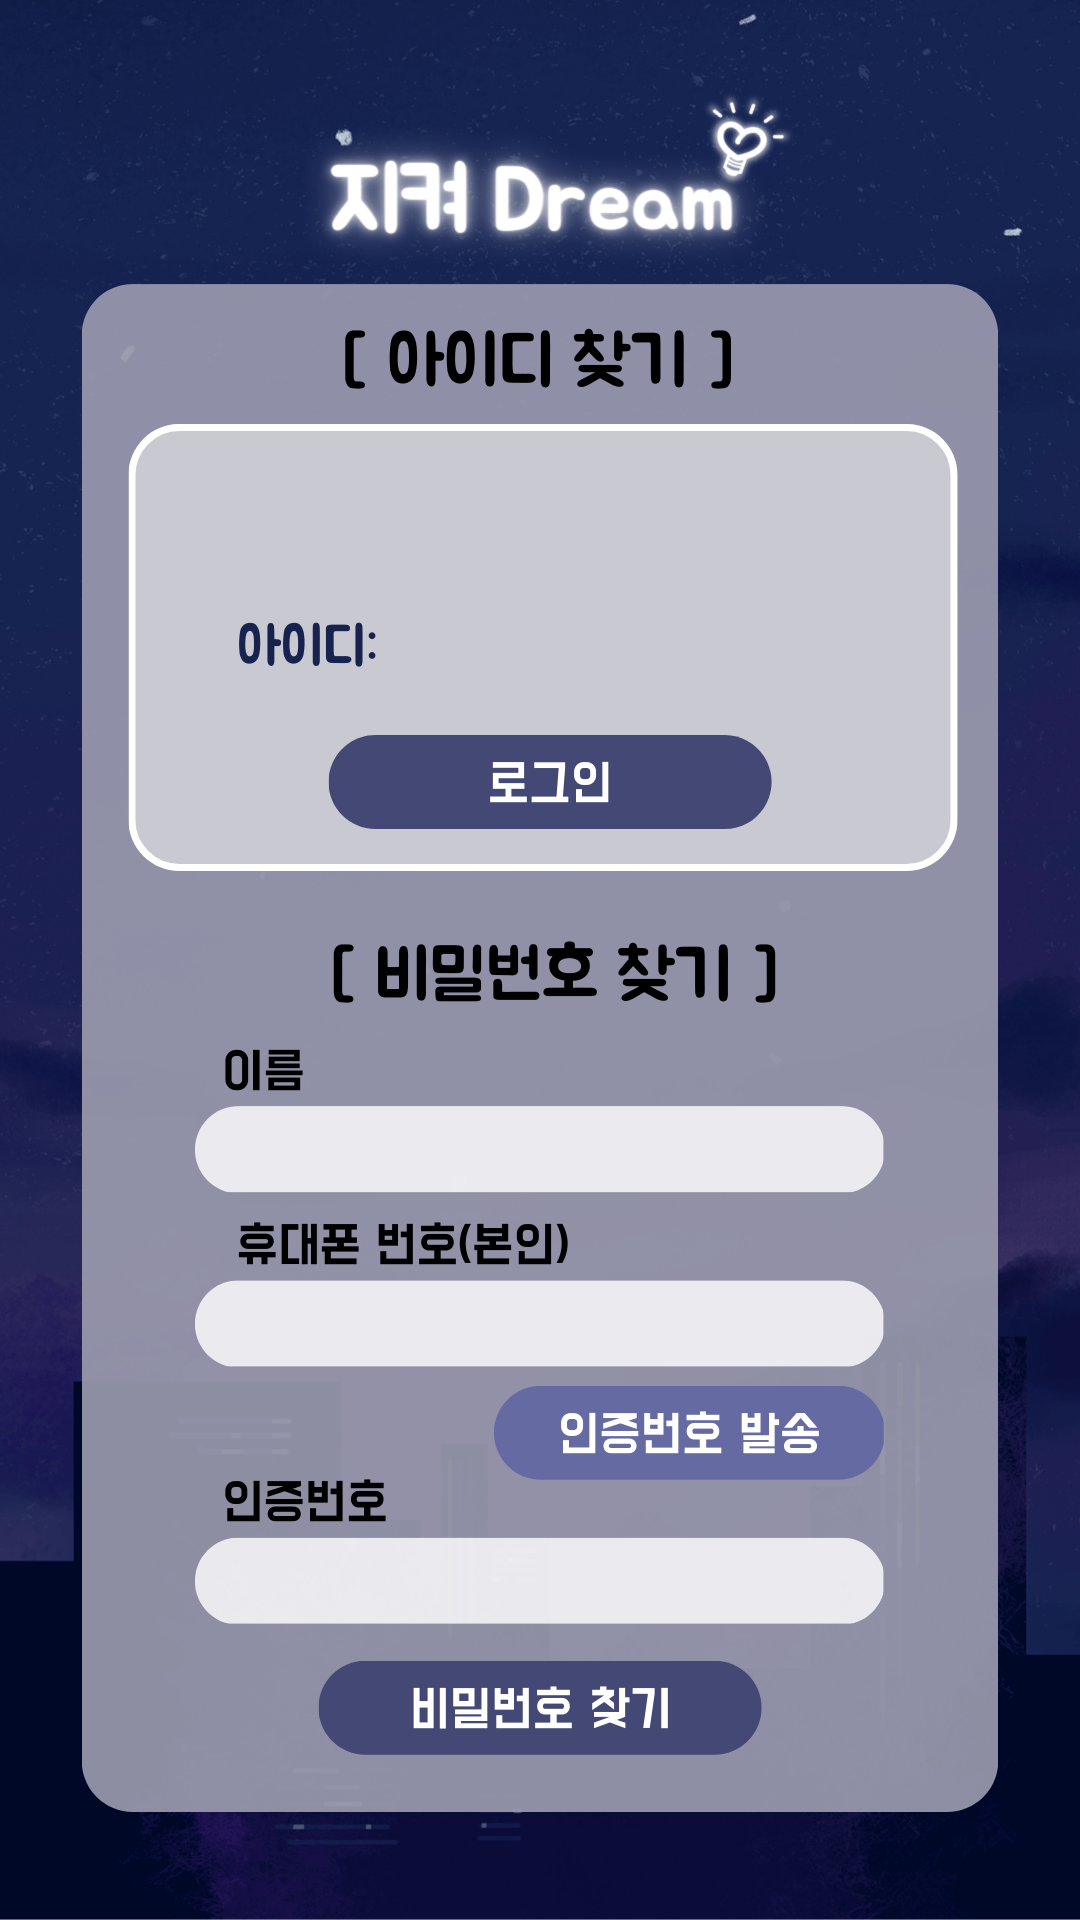 지켜 Dream
[ 아이디 찾기 ]
아이디:
로그인
[ 비밀번호 찾기 ]
이름
휴대폰 번호(본인)
인증번호 발송
인증번호
비밀번호 찾기